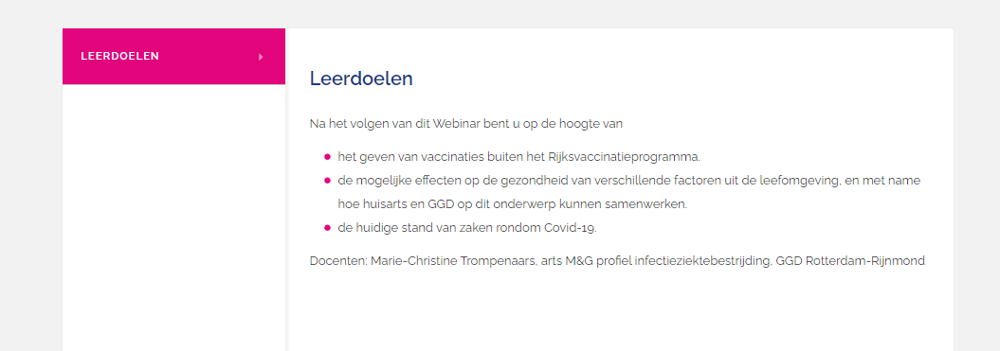 LEERDOELEN
Leerdoelen
Na het volgen van dit Webinar bent u op de hoogte van
het geven van vaccinaties buiten het Rijksvaccinatieprogramma.
de mogelijke effecten op de gezondheid van verschillende factoren uit de leefomgeving, en met name
hoe huisarts en GGD op dit onderwerp kunnen samenwerken.
de huidige stand van zaken rondom Covid-19.
Docenten: Marie-Christine Trompenaars, arts M&G profiel infectieziektebestrijding, GGD Rotterdam-Rijnmond